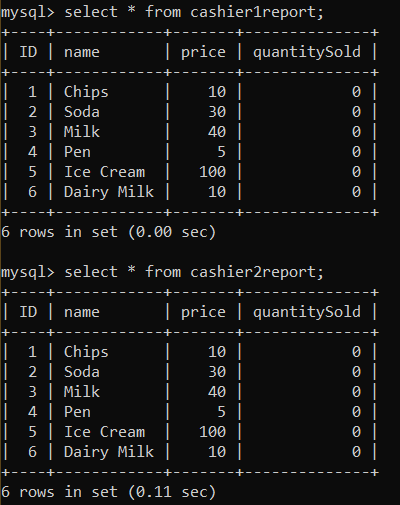 mysql> select * from cashier1report;
+----+------------+-------+--------------+
| ID | name       | price | quantitySold |
+----+------------+-------+--------------+
|  1 | Chips      |    10 |            0 |
|  2 | Soda       |    30 |            0 |
|  3 | Milk       |    40 |            0 |
|  4 | Pen        |     5 |            0 |
|  5 | Ice Cream  |   100 |            0 |
|  6 | Dairy Milk |    10 |            0 |
+----+------------+-------+--------------+
6 rows in set (0.00 sec)
mysql> select * from cashier2report;
+----+------------+-------+--------------+
| ID | name       | price | quantitySold |
+----+------------+-------+--------------+
|  1 | Chips      |    10 |            0 |
|  2 | Soda       |    30 |            0 |
|  3 | Milk       |    40 |            0 |
|  4 | Pen        |     5 |            0 |
|  5 | Ice Cream  |   100 |            0 |
|  6 | Dairy Milk |    10 |            0 |
+----+------------+-------+--------------+
6 rows in set (0.11 sec)